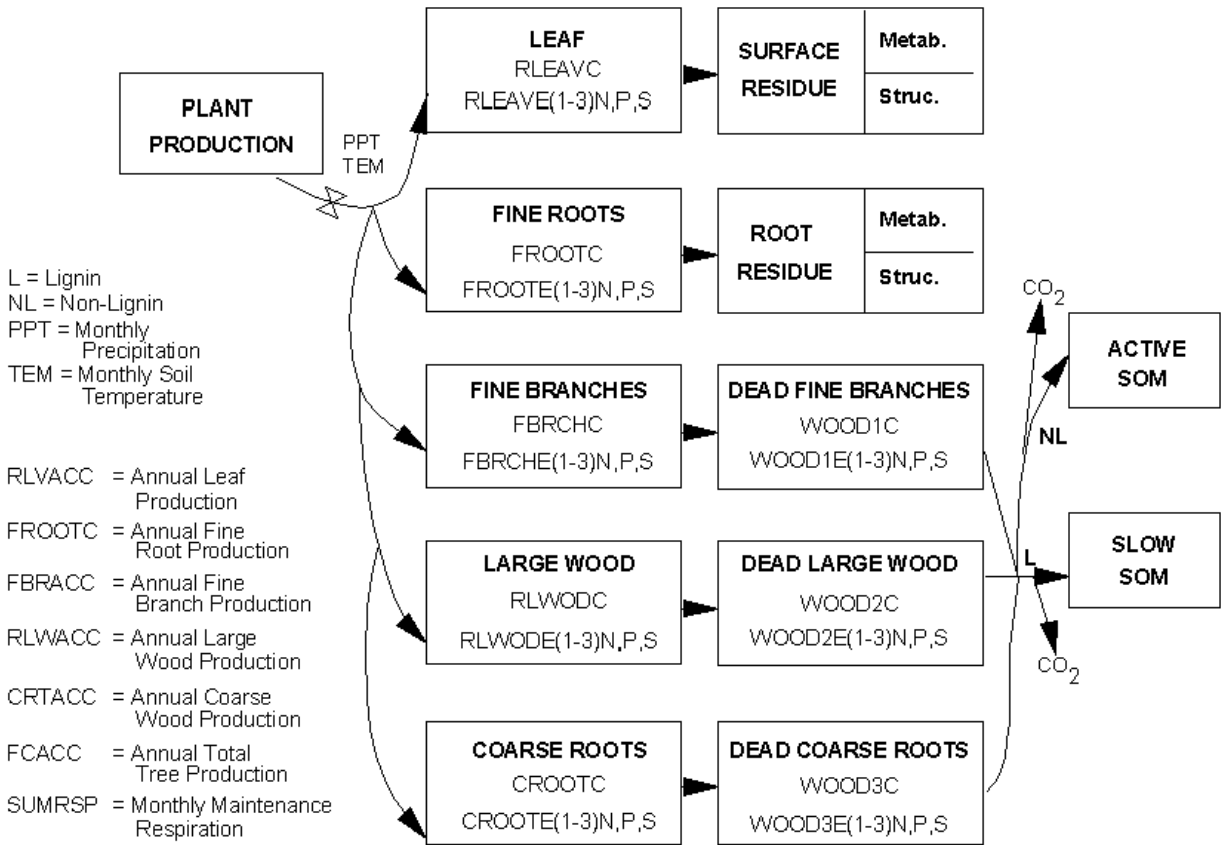 PLANT
PRODUCTION
PPT
TEM
LEAF
RLEAVC
RLEAVE(1-3)N,P,S
SURFACE
RESIDUE
Metab.
Struc.
FINE ROOTS
FROOTC
FROOTE(1-3)N,P,S
ROOT
RESIDUE
Metab.
Struc.
L = Lignin
NL = Non-Lignin
PPT = Monthly
Precipitation
TEM = Monthly Soil
Temperature
FINE BRANCHES
FBRCHC
FBRCHE(1-3)N,P,S
DEAD FINE BRANCHES
WOOD1C
WOOD1E(1-3)N,P,S
CO2
ACTIVE
SOM
NL
RLVACC = Annual Leaf
Production
FROOTC = Annual Fine
Root Production
FBRACC = Annual Fine
Branch Production
RLWACC = Annual Large
Wood Production
CRTACC = Annual Coarse
Wood Production
FCACC = Annual Total
Tree Production
SUMRSP = Monthly Maintenance
Respiration
LARGE WOOD
RLWODC
RLWODE(1-3)N,P,S
DEAD LARGE WOOD
WOOD2C
WOOD2E(1-3)N,P,S
L
SLOW
SOM
CO2
COARSE ROOTS
CROOTC
CROOTE(1-3)N,P,S
DEAD COARSE ROOTS
WOOD3C
WOOD3E(1-3)N,P,S